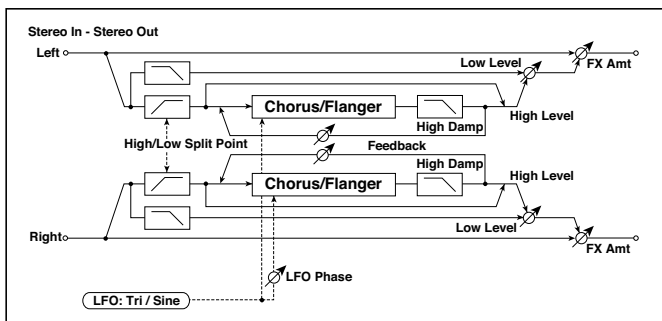 Stereo In - Stereo Out
Left
FX Amt
Low Level
Chorus/Flanger
High Level
High Damp
High/Low Split Point
Feedback
High Damp
Chorus/Flanger
High Level
Low Level
Right
FX Amt
LFO Phase
LFO: Tri / Sine